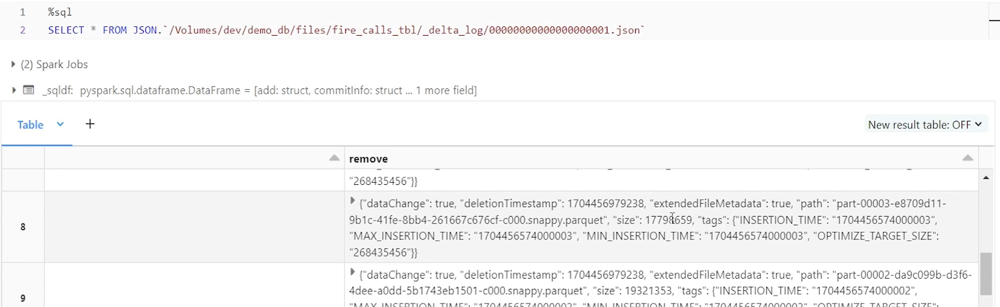 1 %sql
2 SELECT * FROM JSON.`/Volumes/dev/demo_db/files/fire_calls_tbl/_delta_log/00000000000000000001.json`
(2) Spark Jobs
_sqldf: pyspark.sql.dataframe.DataFrame = [add: struct, commitInfo: struct ... 1 more field]
Table
+
New result table: OFF
remove
"268435456"}}
8
{"dataChange": true, "deletionTimestamp": 1704456979238, "extendedFileMetadata": true, "path": "part-00003-e8709d11-
9b1c-41fe-8bb4-261667c676cf-c000.snappy.parquet", "size": 17798659, "tags": {"INSERTION_TIME": "1704456574000003",
"MAX_INSERTION_TIME": "1704456574000003", "MIN_INSERTION_TIME": "1704456574000003", "OPTIMIZE_TARGET_SIZE":
"268435456"}}
9
{"dataChange": true, "deletionTimestamp": 1704456979238, "extendedFileMetadata": true, "path": "part-00002-da9c099b-d3f6-
4dee-a0dd-5b1743eb1501-c000.snappy.parquet", "size": 19321353, "tags": {"INSERTION_TIME": "1704456574000002",